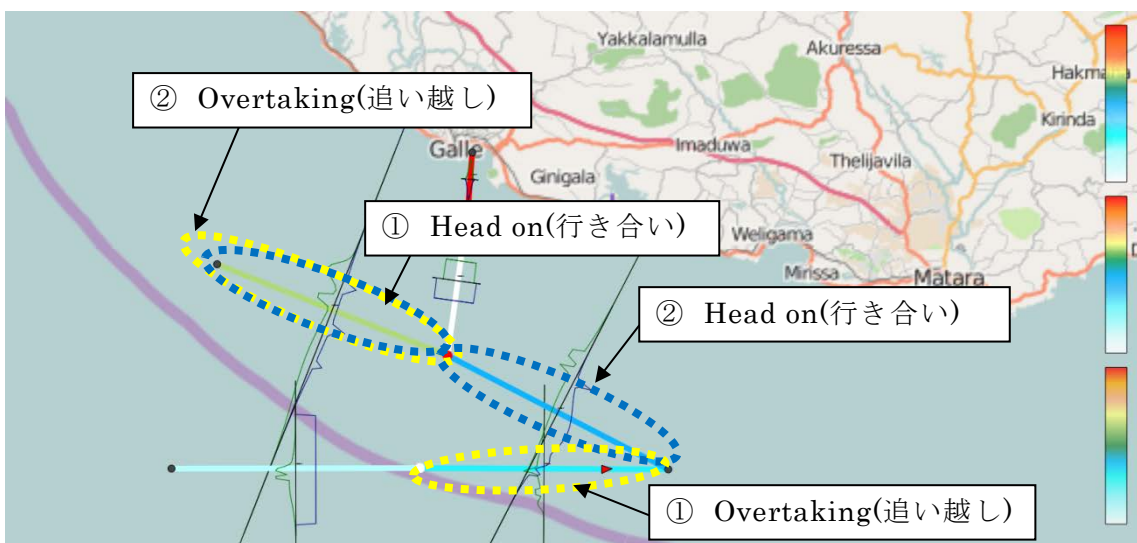 Yakkalamulla
Akuressa
Hakm
② Overtaking(追い越し)
Kirinda
Galle
Imaduwa
Thelijavila
Ginigala
① Head on(行き合い)
Weligama
Mirissa
Matara
② Head on(行き合い)
① Overtaking(追い越し)